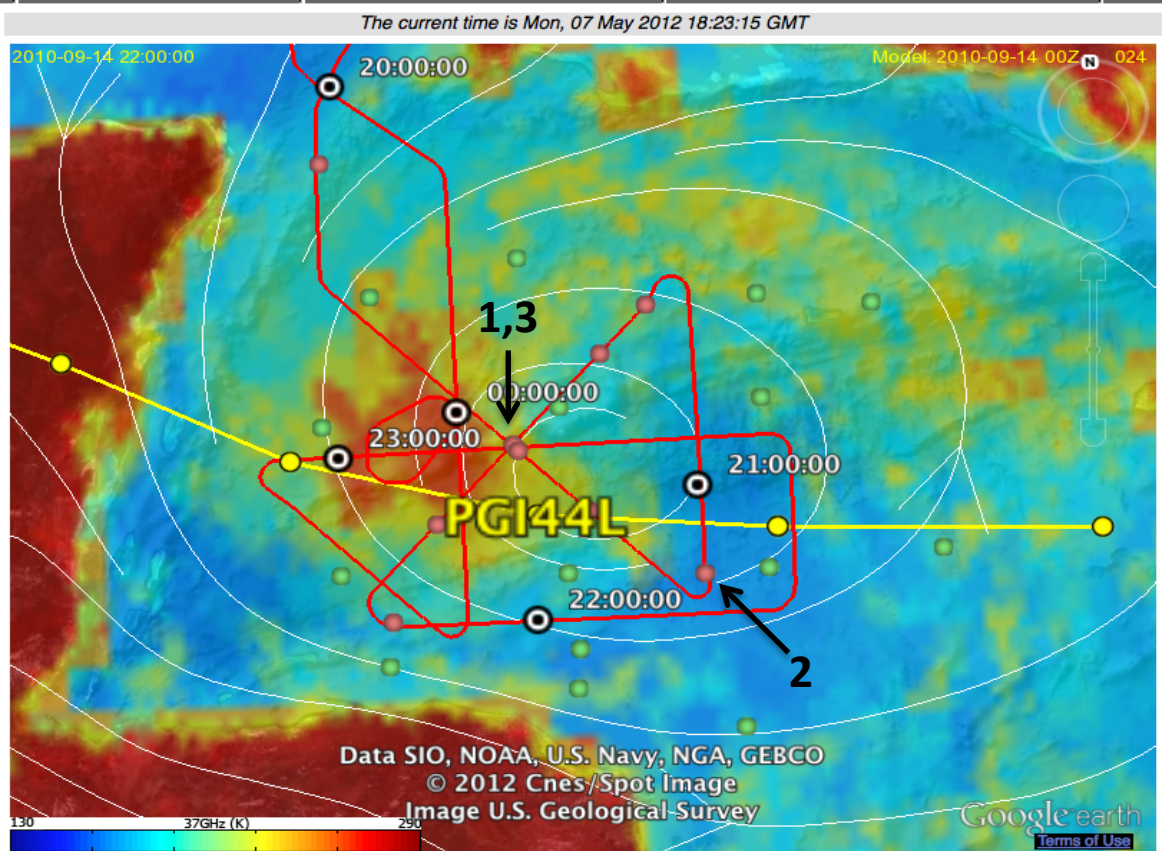 The current time is Mon, 07 May 2012 18:23:15 GMT
2010-09-14 22:00:00
Model: 2010-09-14 00Z
024
N
20:00:00
1,3
00:00:00
23:00:00
21:00:00
PGI44L
22:00:00
2
Data SIO, NOAA, U.S. Navy, NGA, GEBCO
© 2012 Cnes/Spot Image
Image U.S. Geological Survey
130 37GHz (K) 290
Google earth
Terms of Use